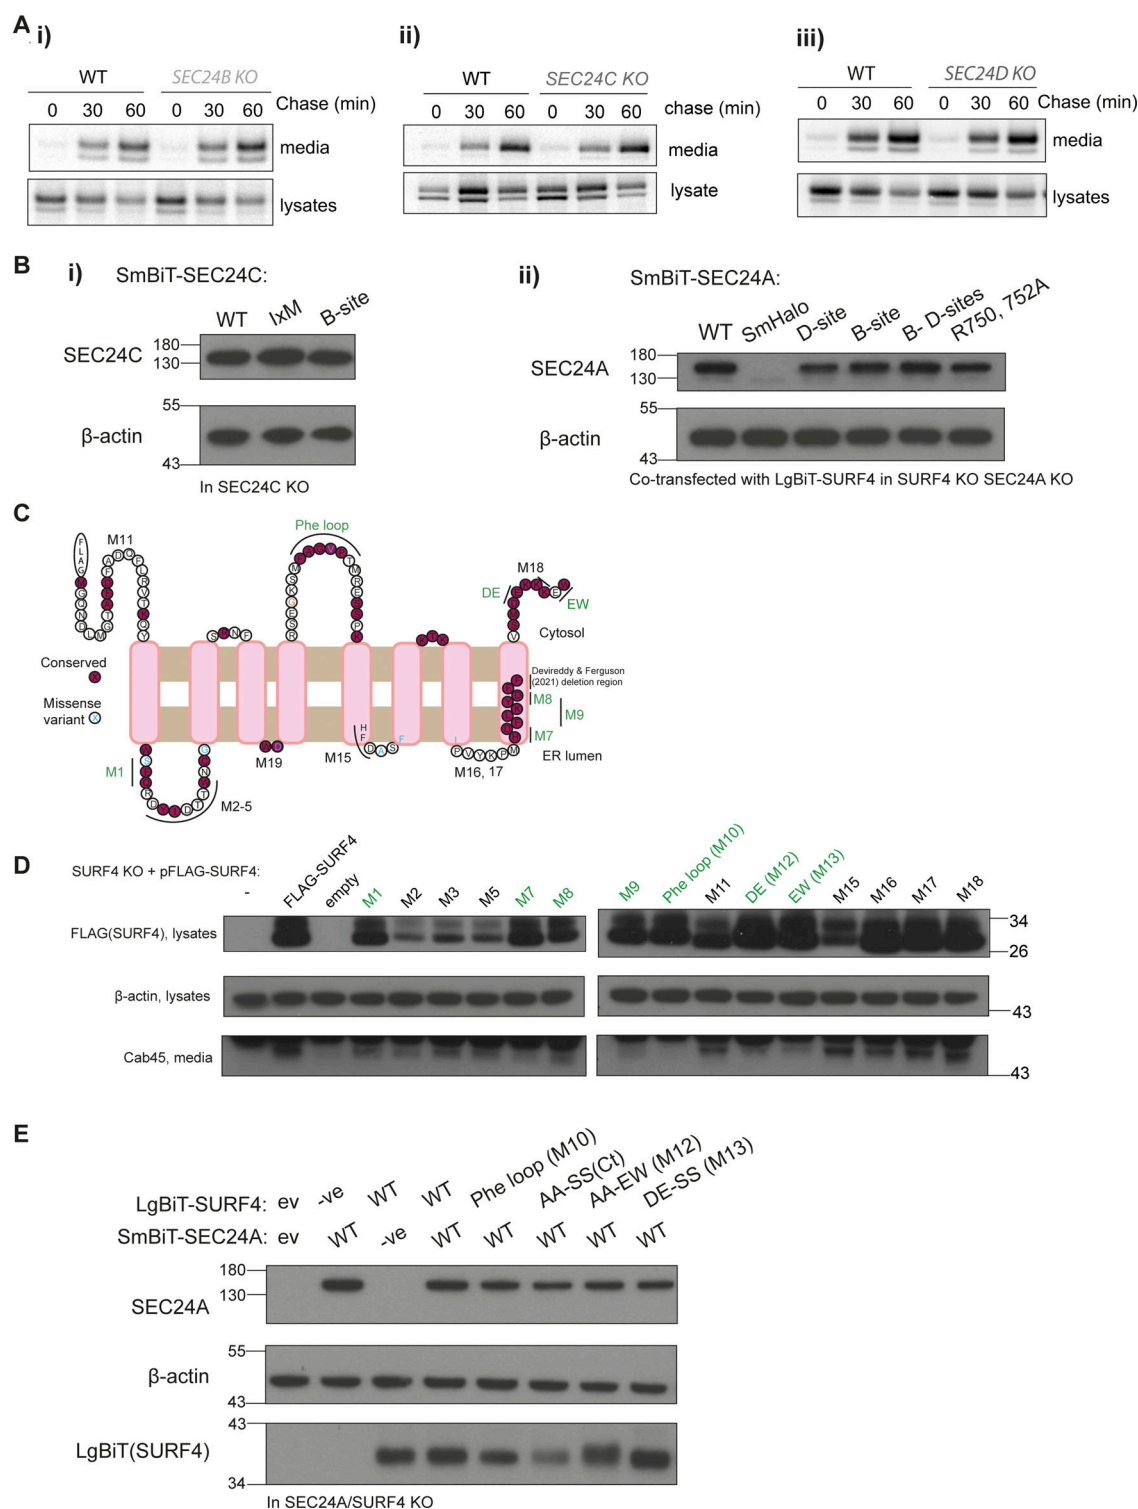 A i)
WT SEC24B KO
0 30 60 0 30 60 Chase (min)
media
lysates
ii)
WT SEC24C KO
0 30 60 0 30 60 chase (min)
media
lysate
iii)
WT SEC24D KO
0 30 60 0 30 60 Chase (min)
media
lysates
B i) SmBiT-SEC24C:
WT IxM B-site
SEC24C 180
130
55
β-actin
43
In SEC24C KO
ii) SmBiT-SEC24A:
WT SmHalo D-site B-site B- D-sites R750, 752A
SEC24A 180
130
55
β-actin
43
Co-transfected with LgBiT-SURF4 in SURF4 KO SEC24A KO
C
FLAG
M11
Phe loop
M18
DE
EW
Cytosol
Conserved
X
Missense
variant X
Devireddy & Ferguson
(2021) deletion region
M8
M9
M7
ER lumen
M1
M2-5
M19
M15
M16, 17
D
SURF4 KO + pFLAG-SURF4:
- FLAG-SURF4 empty M1 M2 M3 M5 M7 M8
M9 Phe loop (M10) M11 DE (M12) EW (M13) M15 M16 M17 M18
FLAG(SURF4), lysates
34
26
β-actin, lysates
43
Cab45, media
43
E
LgBiT-SURF4: ev -ve WT WT Phe loop (M10) AA-SS(Ct) AA-EW (M12) DE-SS (M13)
SmBiT-SEC24A: ev WT -ve WT WT WT WT WT
180
130
SEC24A
55
β-actin
43
43
LgBiT(SURF4)
34
In SEC24A/SURF4 KO